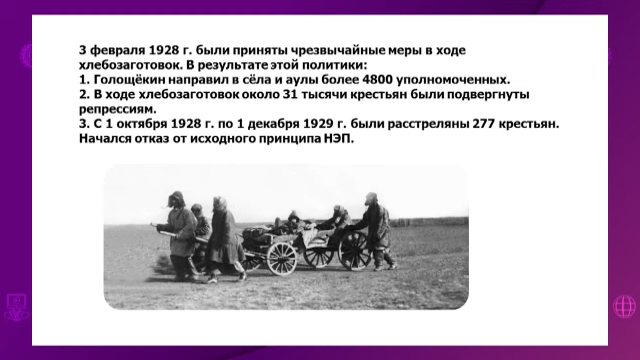 3 февраля 1928 г. были приняты чрезвычайные меры в ходе
хлебозаготовок. В результате этой политики:
1. Голощёкин направил в сёла и аулы более 4800 уполномоченных.
2. В ходе хлебозаготовок около 31 тысячи крестьян были подвергнуты
репрессиям.
3. С 1 октября 1928 г. по 1 декабря 1929 г. были расстреляны 277 крестьян.
Начался отказ от исходного принципа НЭП.